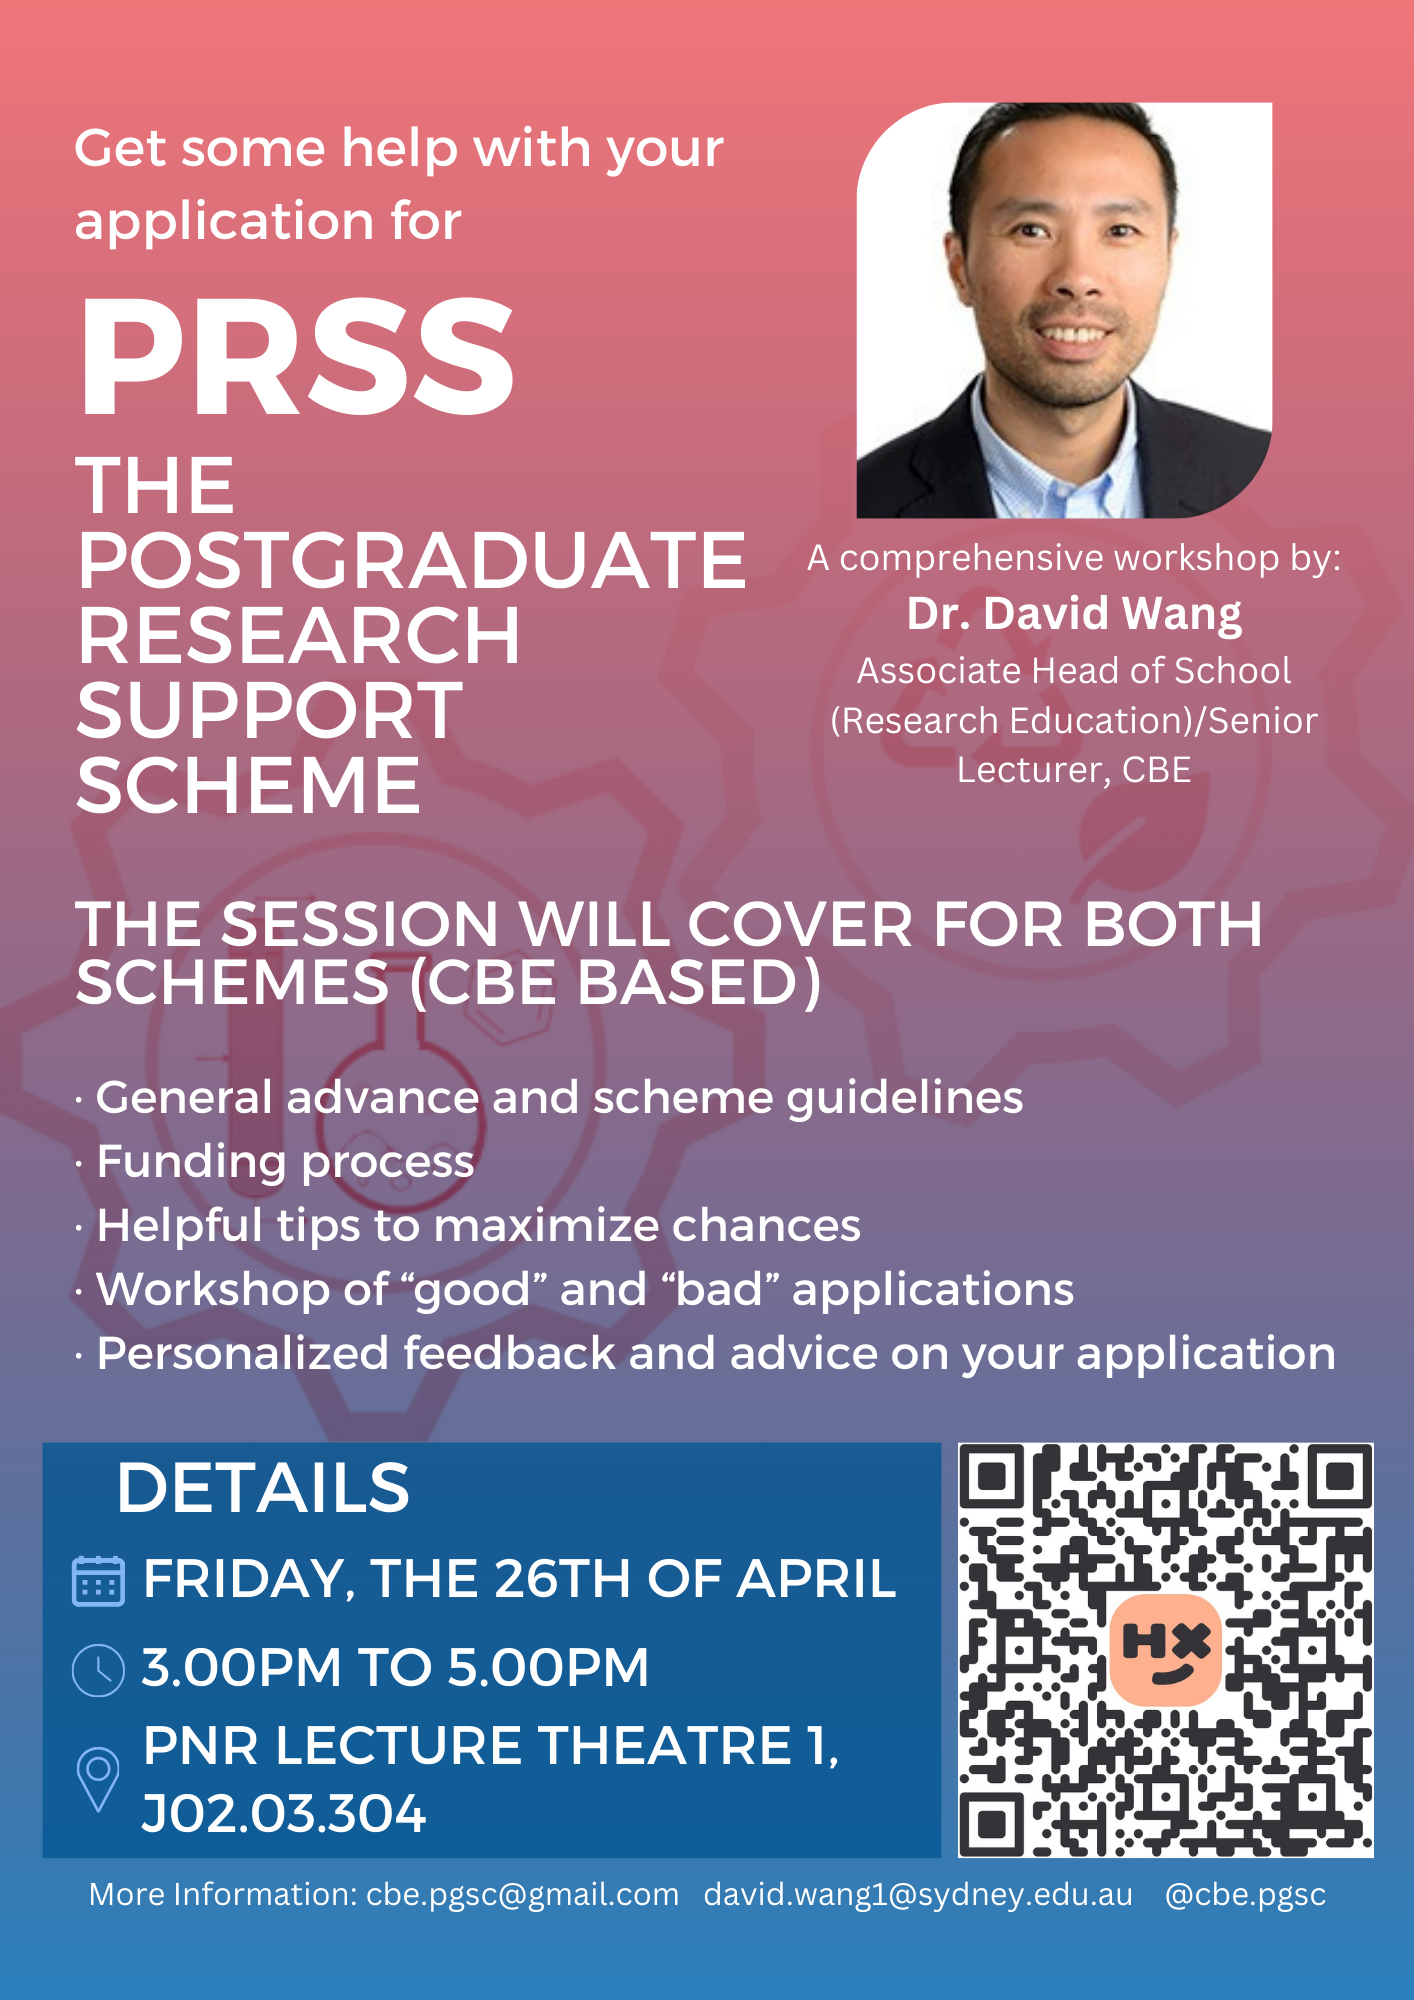 Get some help with your
application for
PRSS
THE
POSTGRADUATE
RESEARCH
SUPPORT
SCHEME
A comprehensive workshop by:
Dr. David Wang
Associate Head of School
(Research Education)/Senior
Lecturer, CBE
THE SESSION WILL COVER FOR BOTH
SCHEMES (CBE BASED)
· General advance and scheme guidelines
· Funding process
· Helpful tips to maximize chances
· Workshop of “good” and “bad” applications
· Personalized feedback and advice on your application
DETAILS
FRIDAY, THE 26TH OF APRIL
3.00PM TO 5.00PM
PNR LECTURE THEATRE 1,
J02.03.304
HX
More Information: cbe.pgsc@gmail.com david.wang1@sydney.edu.au @cbe.pgsc